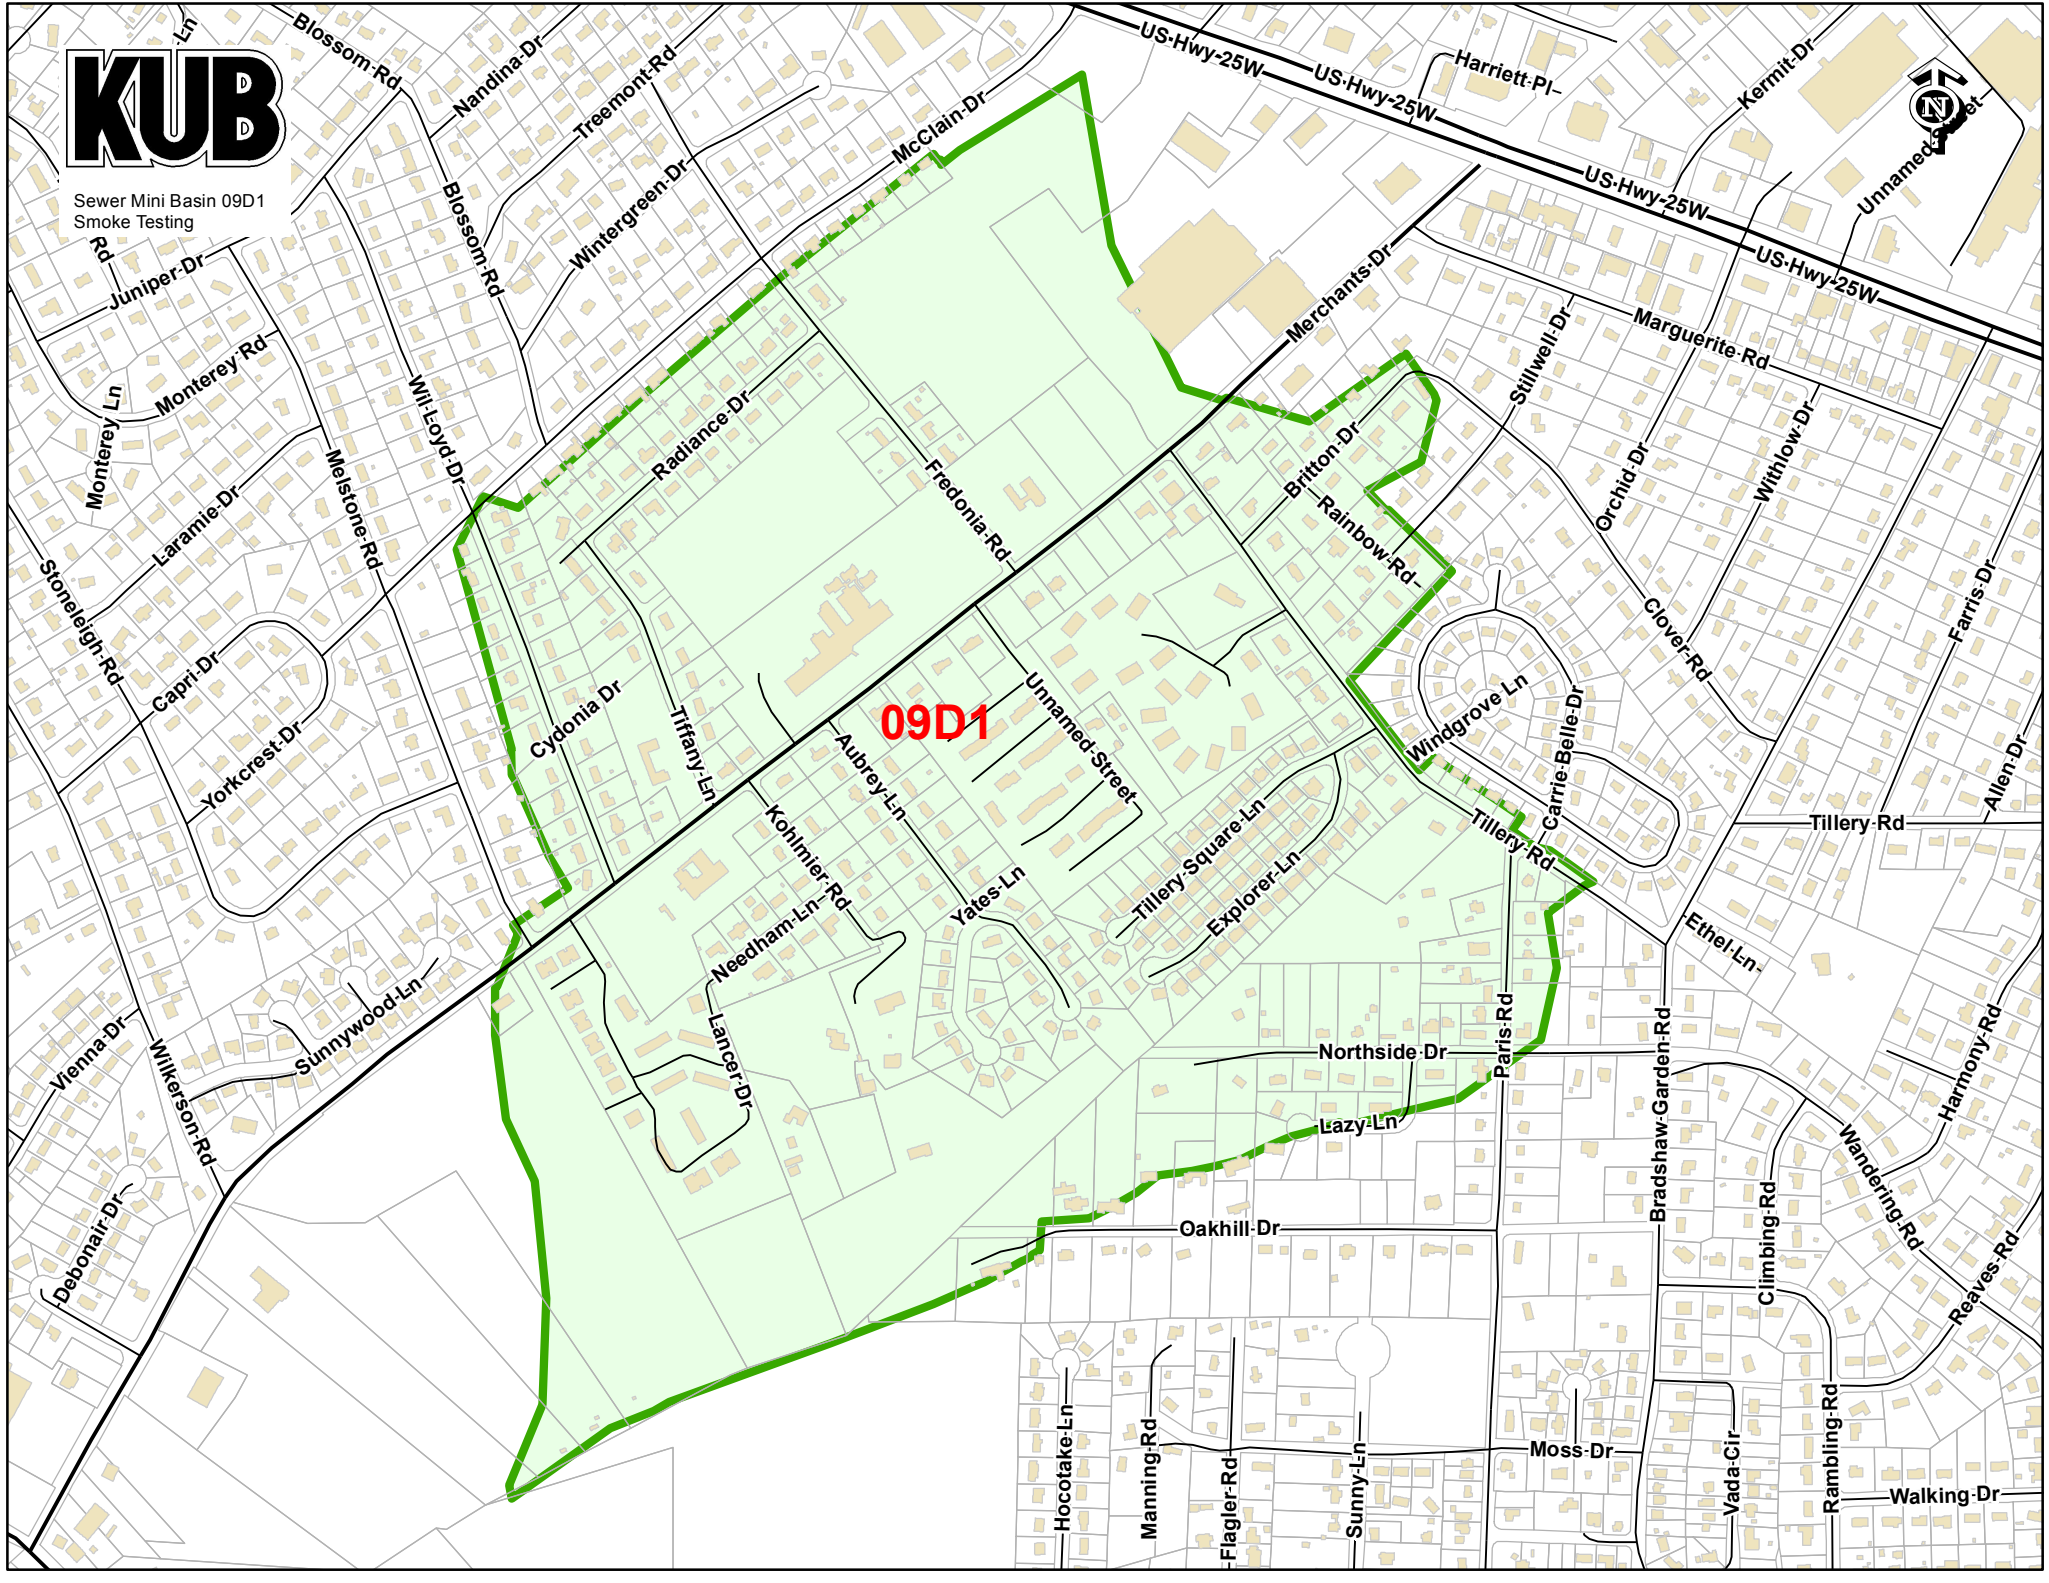 Ln
Blossom Rd
Nandina Dr
Treemont Rd
McClain Dr
US Hwy 25W
US Hwy 25W
Harriett Pl
Kermit Dr
N
Unnamed Street
KUB
Sewer Mini Basin 09D1
Smoke Testing
Rd
Juniper Dr
Blossom Rd
Wintergreen Dr
US Hwy 25W
US Hwy 25W
Merchants Dr
Marguerite Rd
Stillwell Dr
Monterey Rd
Monterey Ln
Wil-Loyd Dr
Radiance Dr
Britton Dr
Rainbow Rd
Orchid Dr
Withlow Dr
Laramie Dr
Melstone Rd
Fredonia Rd
Stoneleigh Rd
Clover Rd
Farris Dr
Capri Dr
Yorkcrest Dr
Cydonia Dr
Tiffany Ln
09D1
Unnamed Street
Windgrove Ln
Carrie Belle Dr
Allen Dr
Aubrey Ln
Kohlmier Rd
Tillery Square Ln
Explorer Ln
Tillery Rd
Tillery Rd
Needham Ln
Yates Ln
Ethel Ln
Sunnywood Ln
Vienna Dr
Wilkerson Rd
Lancer Dr
Northside Dr
Paris Rd
Bradshaw Garden Rd
Harmony Rd
Lazy Ln
Wandering Rd
Climbing Rd
Debonair Dr
Oakhill Dr
Reaves Rd
Hocotake Ln
Manning Rd
Flagler Rd
Sunny Ln
Moss Dr
Vada Cir
Rambling Rd
Walking Dr